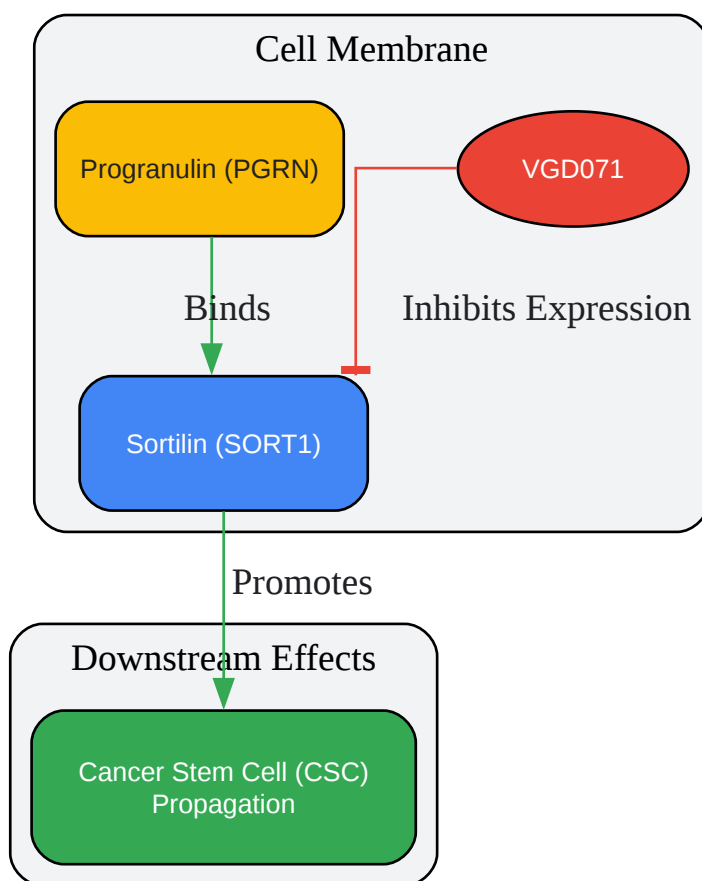 Cell Membrane
Progranulin (PGRN)
VGD071
Binds
Inhibits Expression
Sortilin (SORT1)
Promotes
Downstream Effects
Cancer Stem Cell (CSC)
Propagation